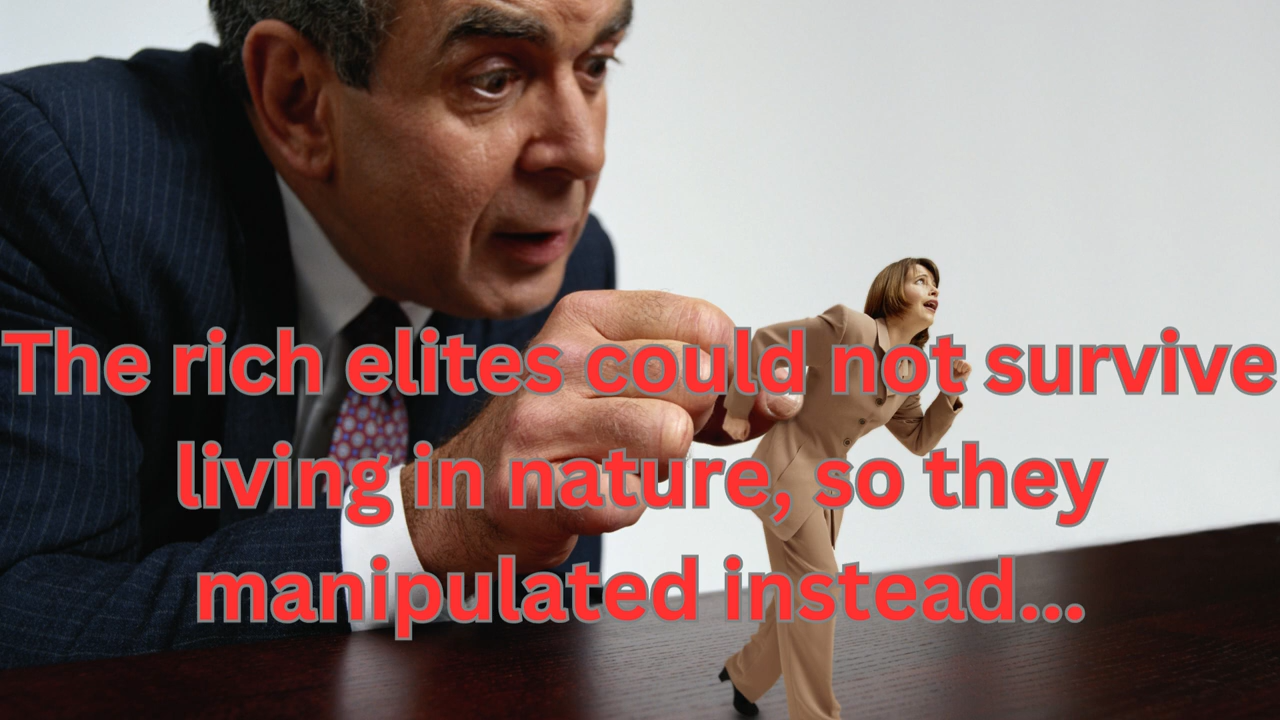 The rich elites could not survive
living in nature, so they
manipulated instead...